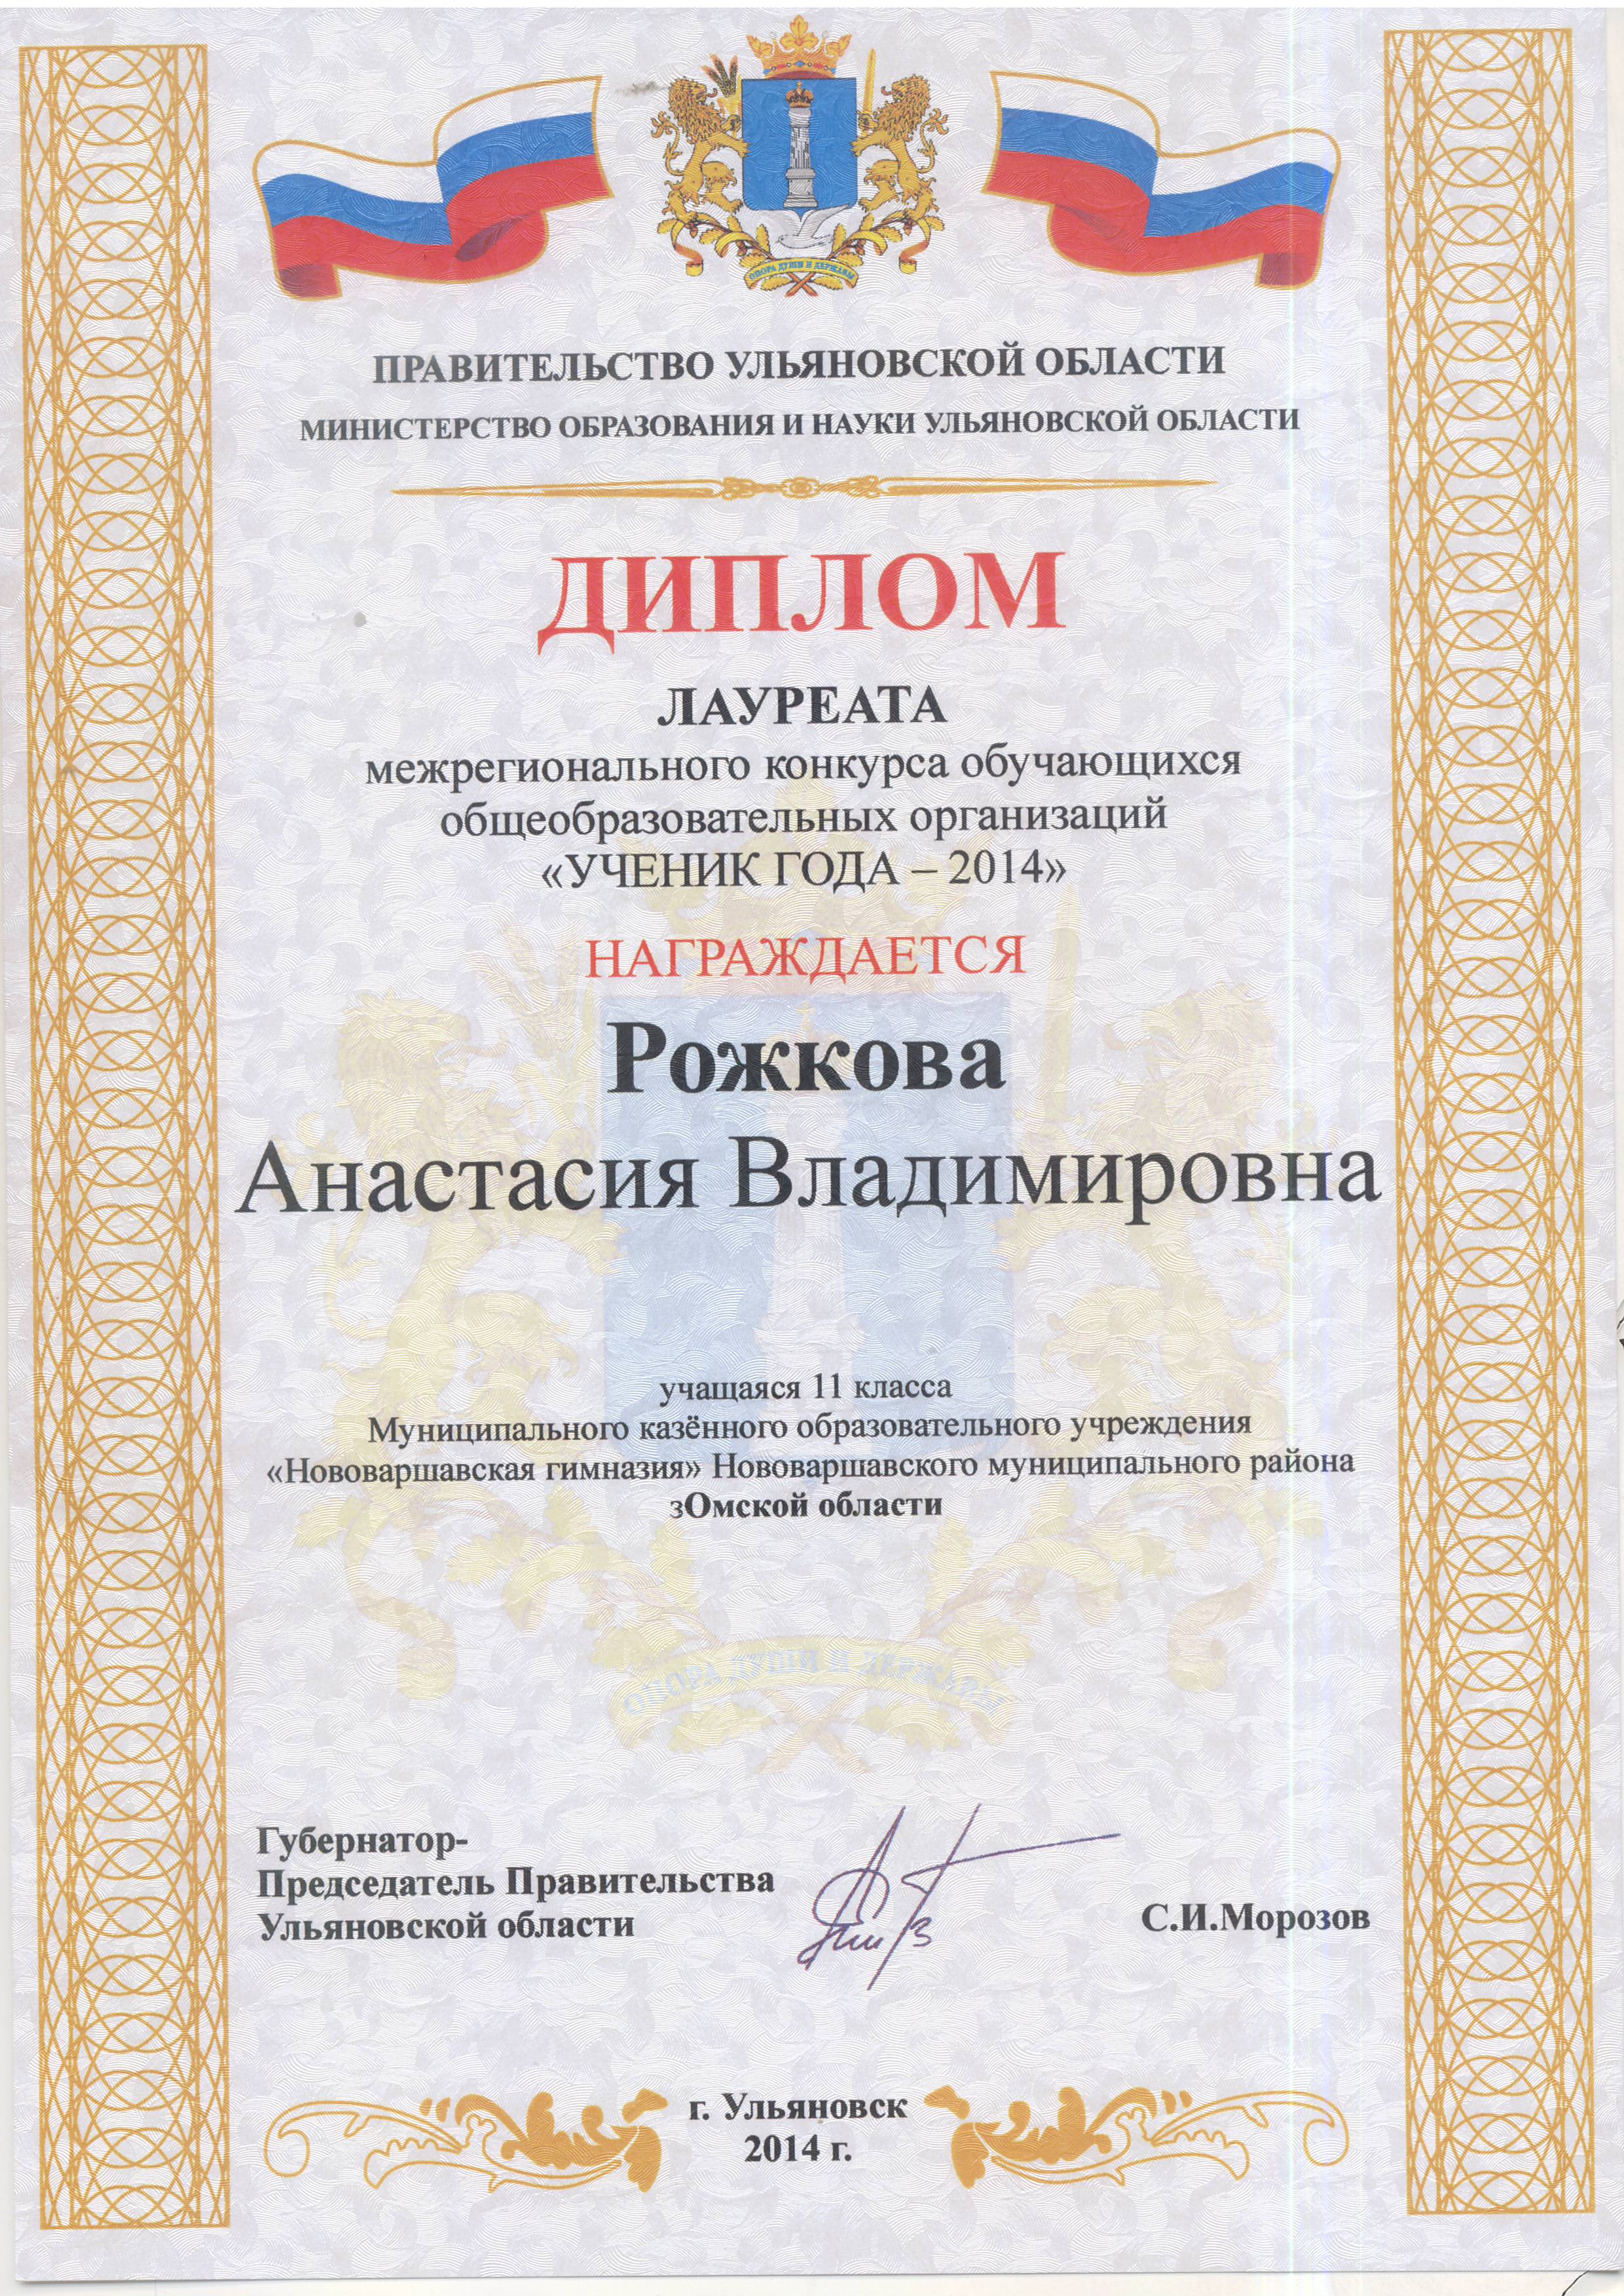 ОПОРА ДУШИ И ДЕРЖАВЫ
ПРАВИТЕЛЬСТВО УЛЬЯНОВСКОЙ ОБЛАСТИ
МИНИСТЕРСТВО ОБРАЗОВАНИЯ И НАУКИ УЛЬЯНОВСКОЙ ОБЛАСТИ
ДИПЛОМ
ЛАУРЕАТА
межрегионального конкурса обучающихся
общеобразовательных организаций
«УЧЕНИК ГОДА – 2014»
НАГРАЖДАЕТСЯ
Рожкова
Анастасия Владимировна
учащаяся 11 класса
Муниципального казённого образовательного учреждения
«Нововаршавская гимназия» Нововаршавского муниципального района
зОмской области
ОПОРА ДУШИ И ДЕРЖАВЫ
Губернатор-
Председатель Правительства
Ульяновской области
С.И.Морозов
г. Ульяновск
2014 г.